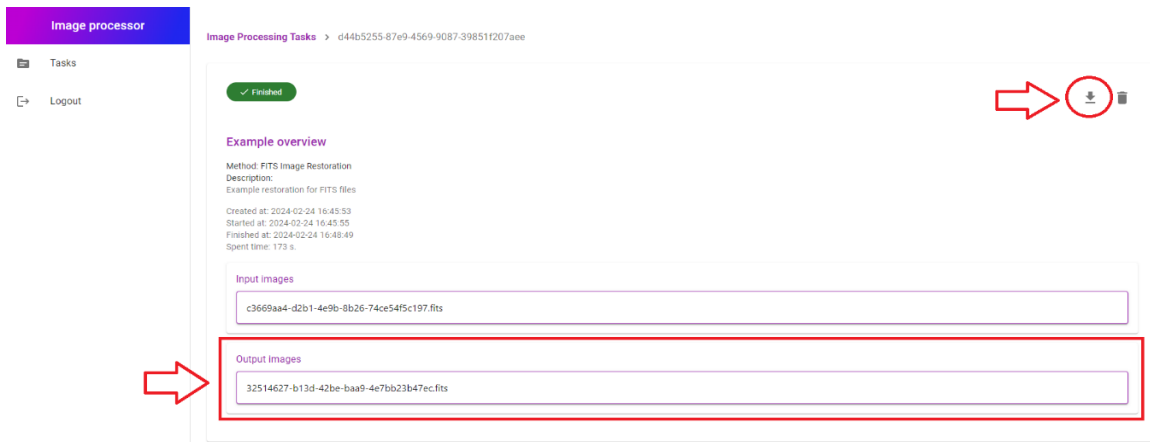 Image processor
Tasks
Logout
Image Processing Tasks > d44b5255-87e9-4569-9087-39851f207aee
Finished
Example overview
Method: FITS Image Restoration
Description:
Example restoration for FITS files
Created at: 2024-02-24 16:45:53
Started at: 2024-02-24 16:45:55
Finished at: 2024-02-24 16:48:49
Spent time: 173 s.
Input images
c3669aa4-d2b1-4e9b-8b26-74ce54f5c197.fits
Output images
32514627-b13d-42be-baa9-4e7bb23b47ec.fits